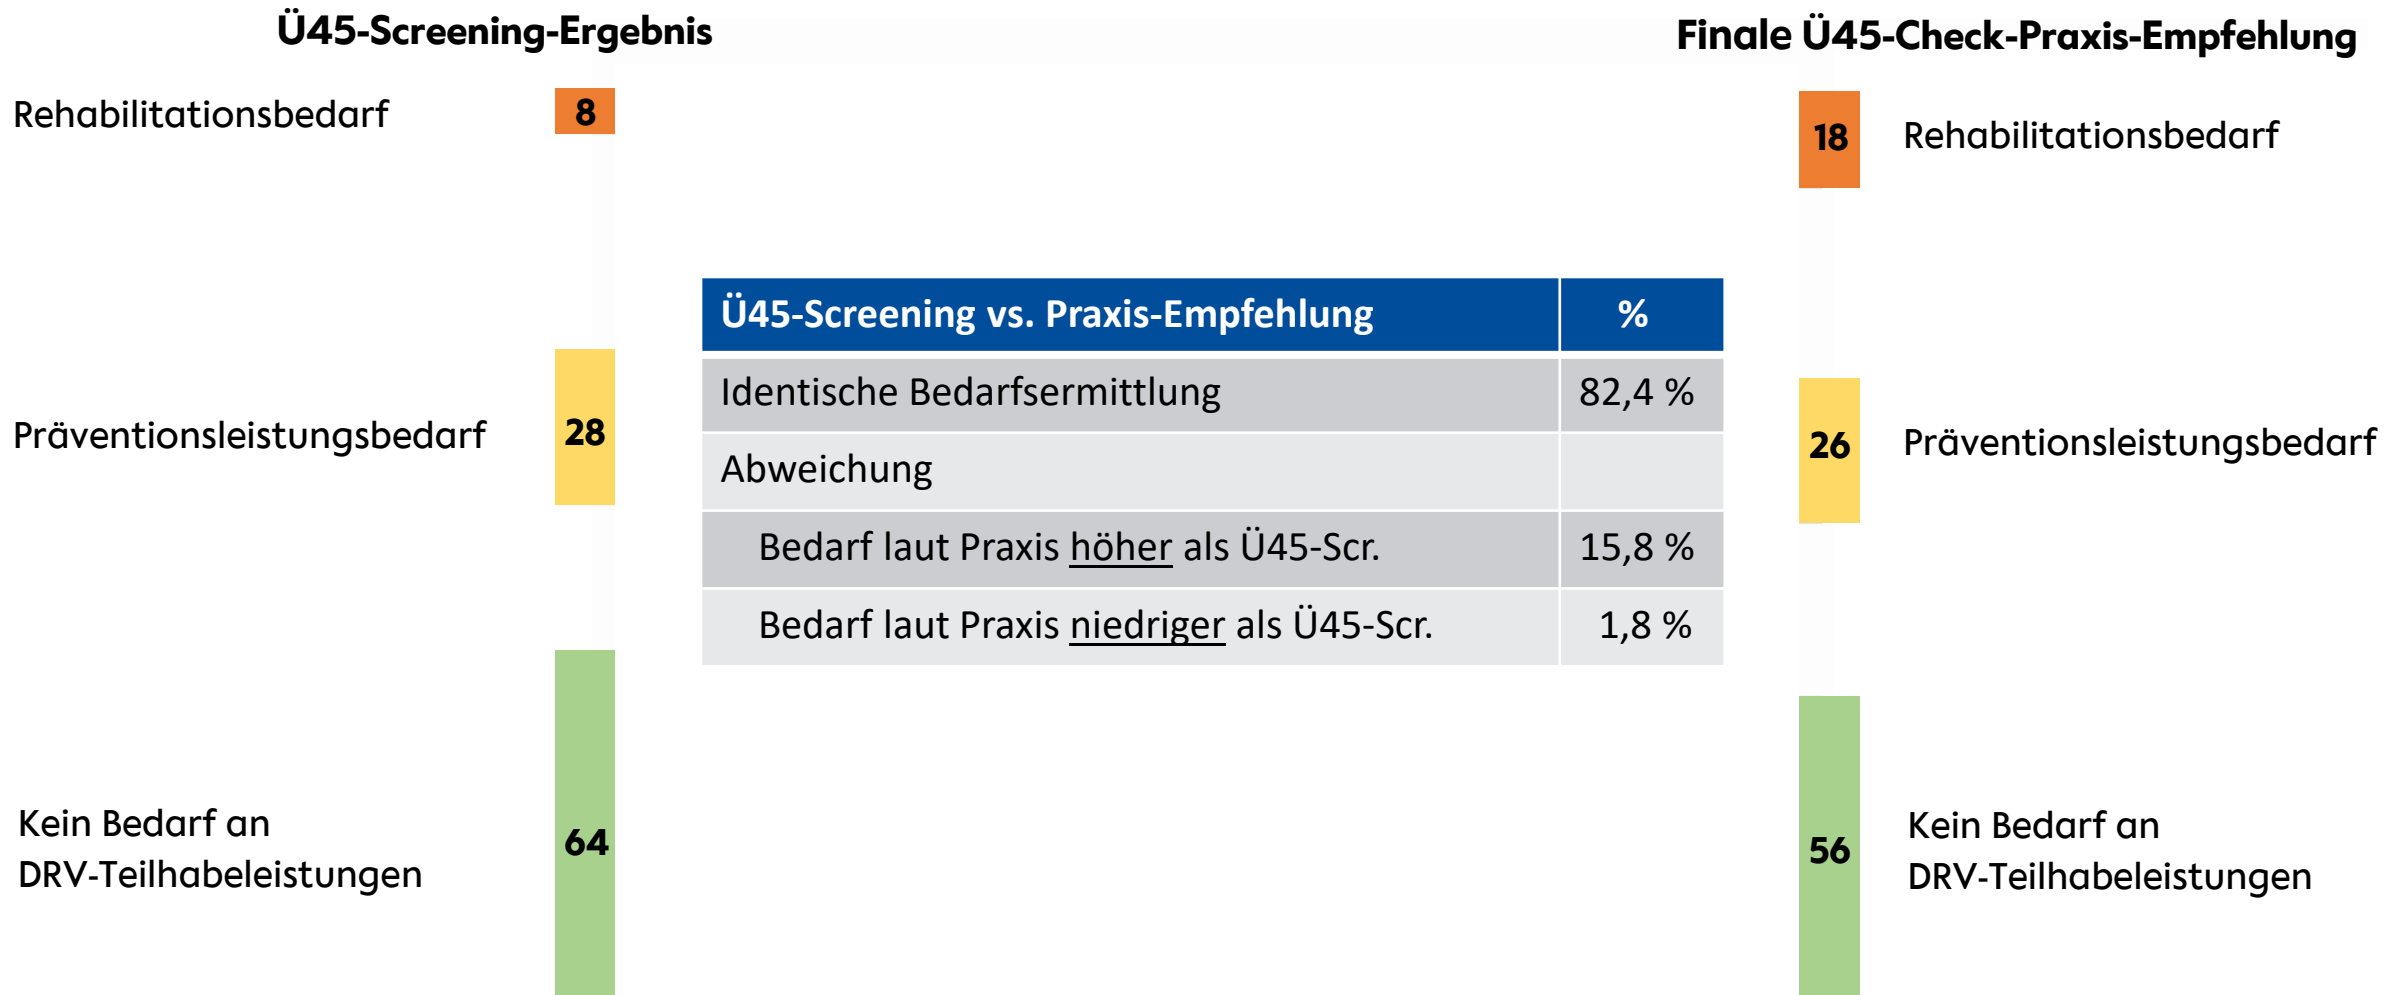 Ü45-Screening-Ergebnis
Rehabilitationsbedarf
8
Präventionsleistungsbedarf
28
Kein Bedarf an
DRV-Teilhabeleistungen
64
Ü45-Screening vs. Praxis-Empfehlung %
Identische Bedarfsermittlung 82,4 %
Abweichung
Bedarf laut Praxis höher als Ü45-Scr. 15,8 %
Bedarf laut Praxis niedriger als Ü45-Scr. 1,8 %
Finale Ü45-Check-Praxis-Empfehlung
18
Rehabilitationsbedarf
26
Präventionsleistungsbedarf
56
Kein Bedarf an
DRV-Teilhabeleistungen